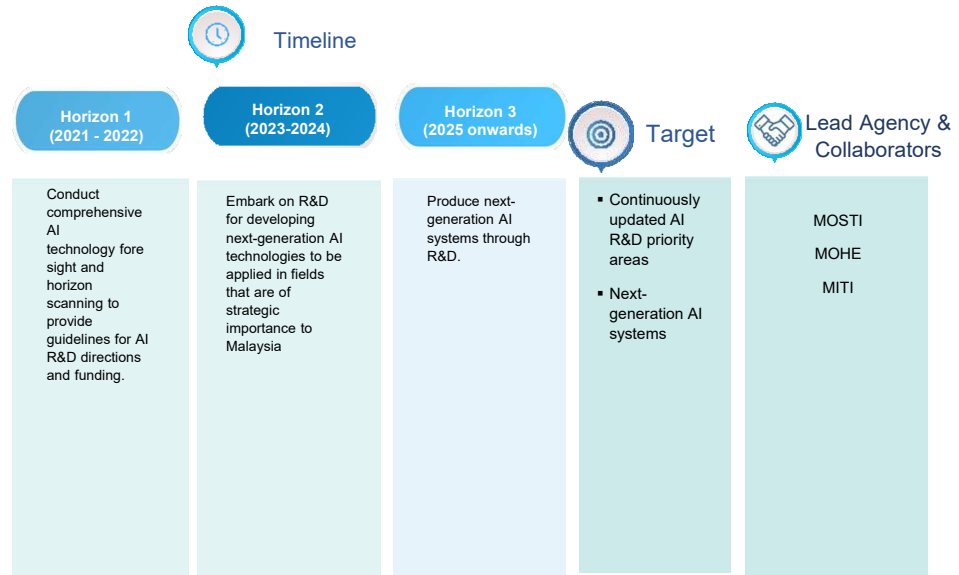 Timeline
Horizon 1
(2021 - 2022)
Horizon 2
(2023-2024)
Horizon 3
(2025 onwards)
Target
Lead Agency &
Collaborators
Conduct
comprehensive
AI
technology fore
sight and
horizon
scanning to
provide
guidelines for AI
R&D directions
and funding.
Embark on R&D
for developing
next-generation AI
technologies to be
applied in fields
that are of
strategic
importance to
Malaysia
Produce next-
generation AI
systems through
R&D.
▪ Continuously
updated AI
R&D priority
areas
▪ Next-
generation AI
systems
MOSTI
MOHE
MITI